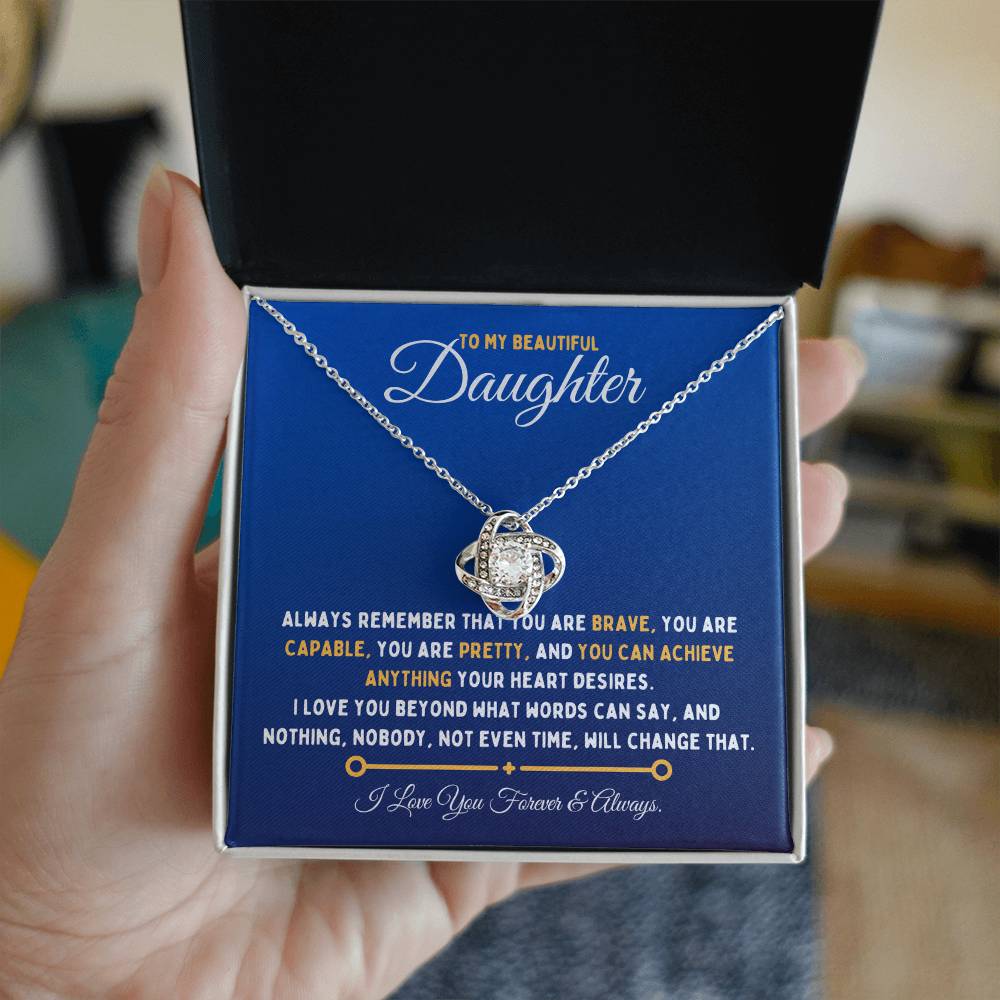 TO MY BEAUTIFUL
Daughter
ALWAYS REMEMBER THAT YOU ARE BRAVE, YOU ARE
CAPABLE, YOU ARE PRETTY, AND YOU CAN ACHIEVE
ANYTHING YOUR HEART DESIRES.
I LOVE YOU BEYOND WHAT WORDS CAN SAY, AND
NOTHING, NOBODY, NOT EVEN TIME, WILL CHANGE THAT.
I Love You Forever & Always.